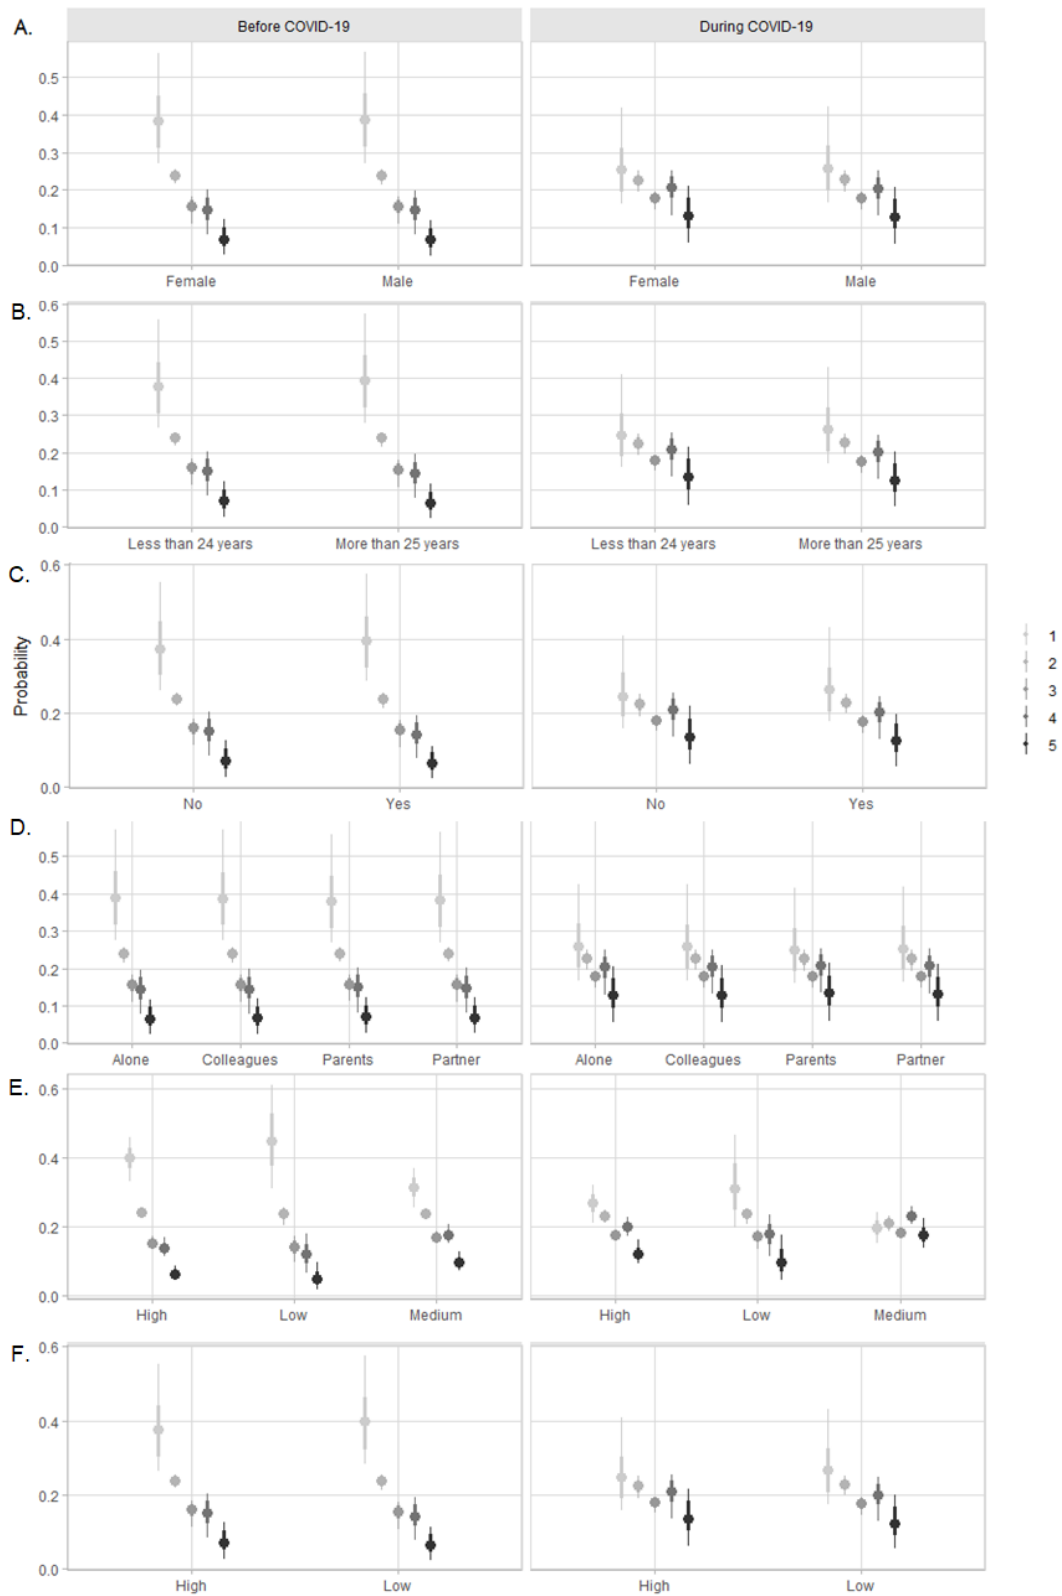 A.
Before COVID-19
During COVID-19
0.5
0.4
0.3
0.2
0.1
0.0
Female
Male
Female
Male
B.
0.6
0.5
0.4
0.3
0.2
0.1
0.0
Less than 24 years
More than 25 years
Less than 24 years
More than 25 years
C.
0.6
0.4
0.2
0.0
Probability
No
Yes
No
Yes
1
2
3
4
5
D.
0.5
0.4
0.3
0.2
0.1
0.0
Alone
Colleagues
Parents
Partner
Alone
Colleagues
Parents
Partner
E.
0.6
0.4
0.2
0.0
High
Low
Medium
High
Low
Medium
F.
0.6
0.4
0.2
0.0
High
Low
High
Low